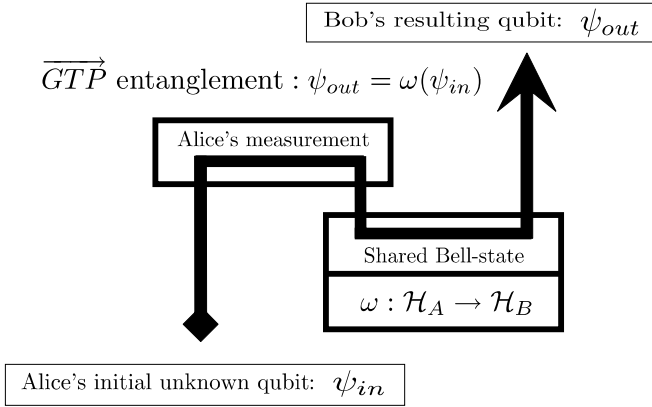 Bob's resulting qubit: ψ_out
→GTP entanglement : ψ_out = ω(ψ_in)
Alice's measurement
Shared Bell-state
ω : ℋ_A → ℋ_B
Alice's initial unknown qubit: ψ_in